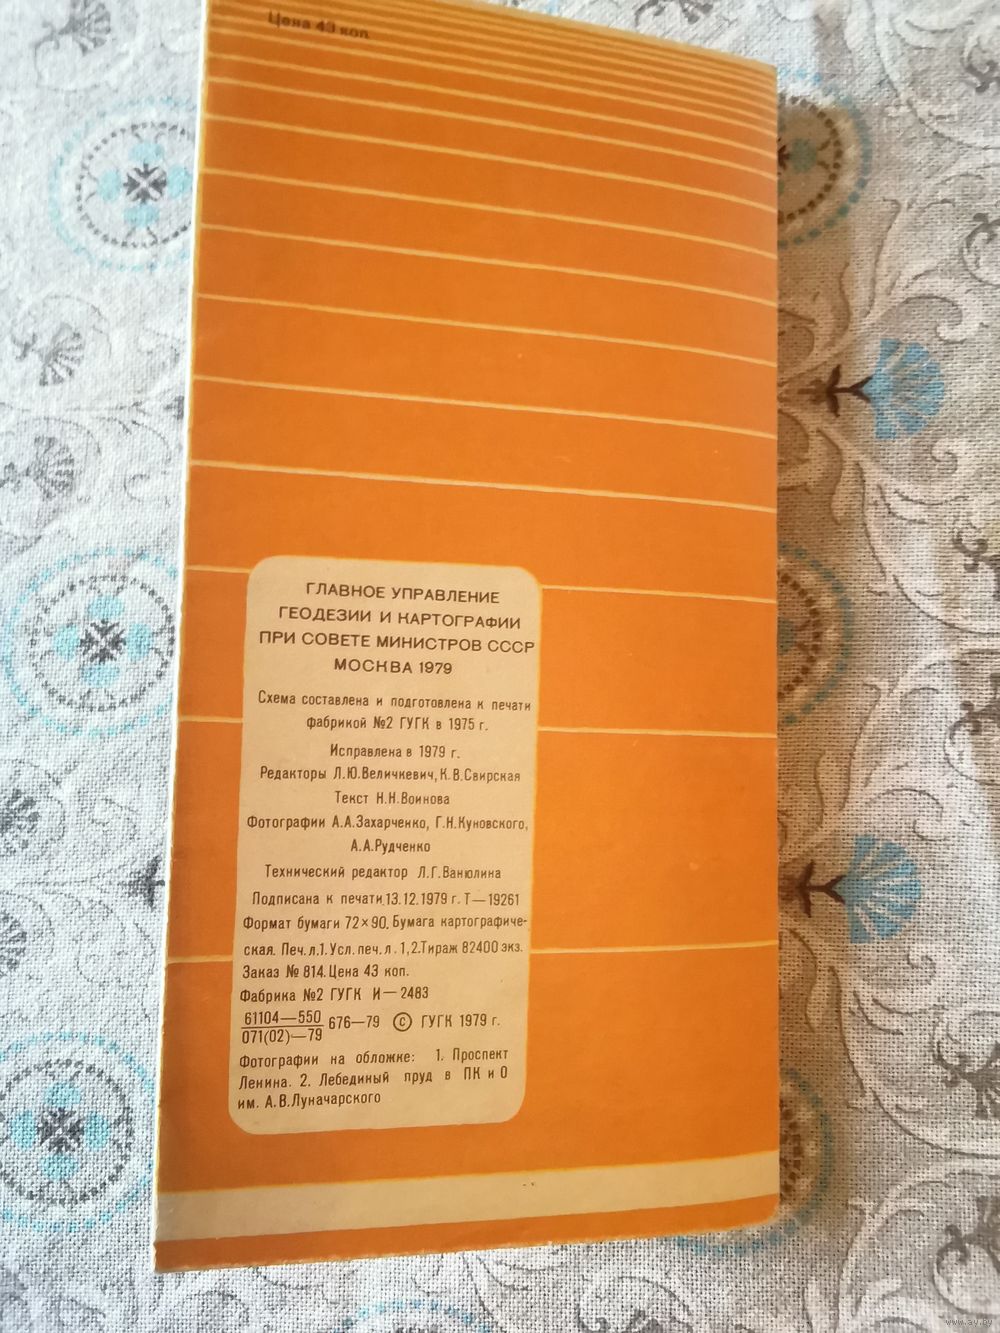 Цена 43 коп.
ГЛАВНОЕ УПРАВЛЕНИЕ
ГЕОДЕЗИИ И КАРТОГРАФИИ
ПРИ СОВЕТЕ МИНИСТРОВ СССР
МОСКВА 1979
Схема составлена и подготовлена к печати
фабрикой №2 ГУГК в 1975 г.
Исправлена в 1979 г.
Редакторы Л.Ю.Величкевич, К.В.Свирская
Текст Н.Н.Воинова
Фотографии А.А.Захарченко, Г.Н.Куновского,
А.А.Рудченко
Технический редактор Л.Г.Ванюлина
Подписана к печати 13.12.1979 г. Т—19261
Формат бумаги 72×90. Бумага картографиче-
ская. Печ.л.1. Усл. печ.л. 1,2.Тираж 82400 экз.
Заказ № 814. Цена 43 коп.
Фабрика №2 ГУГК И—2483
61104—550
071(02)—79
676—79 © ГУГК 1979 г.
Фотографии на обложке: 1. Проспект
Ленина. 2. Лебединый пруд в ПК и О
им. А.В.Луначарского
www.ay.by